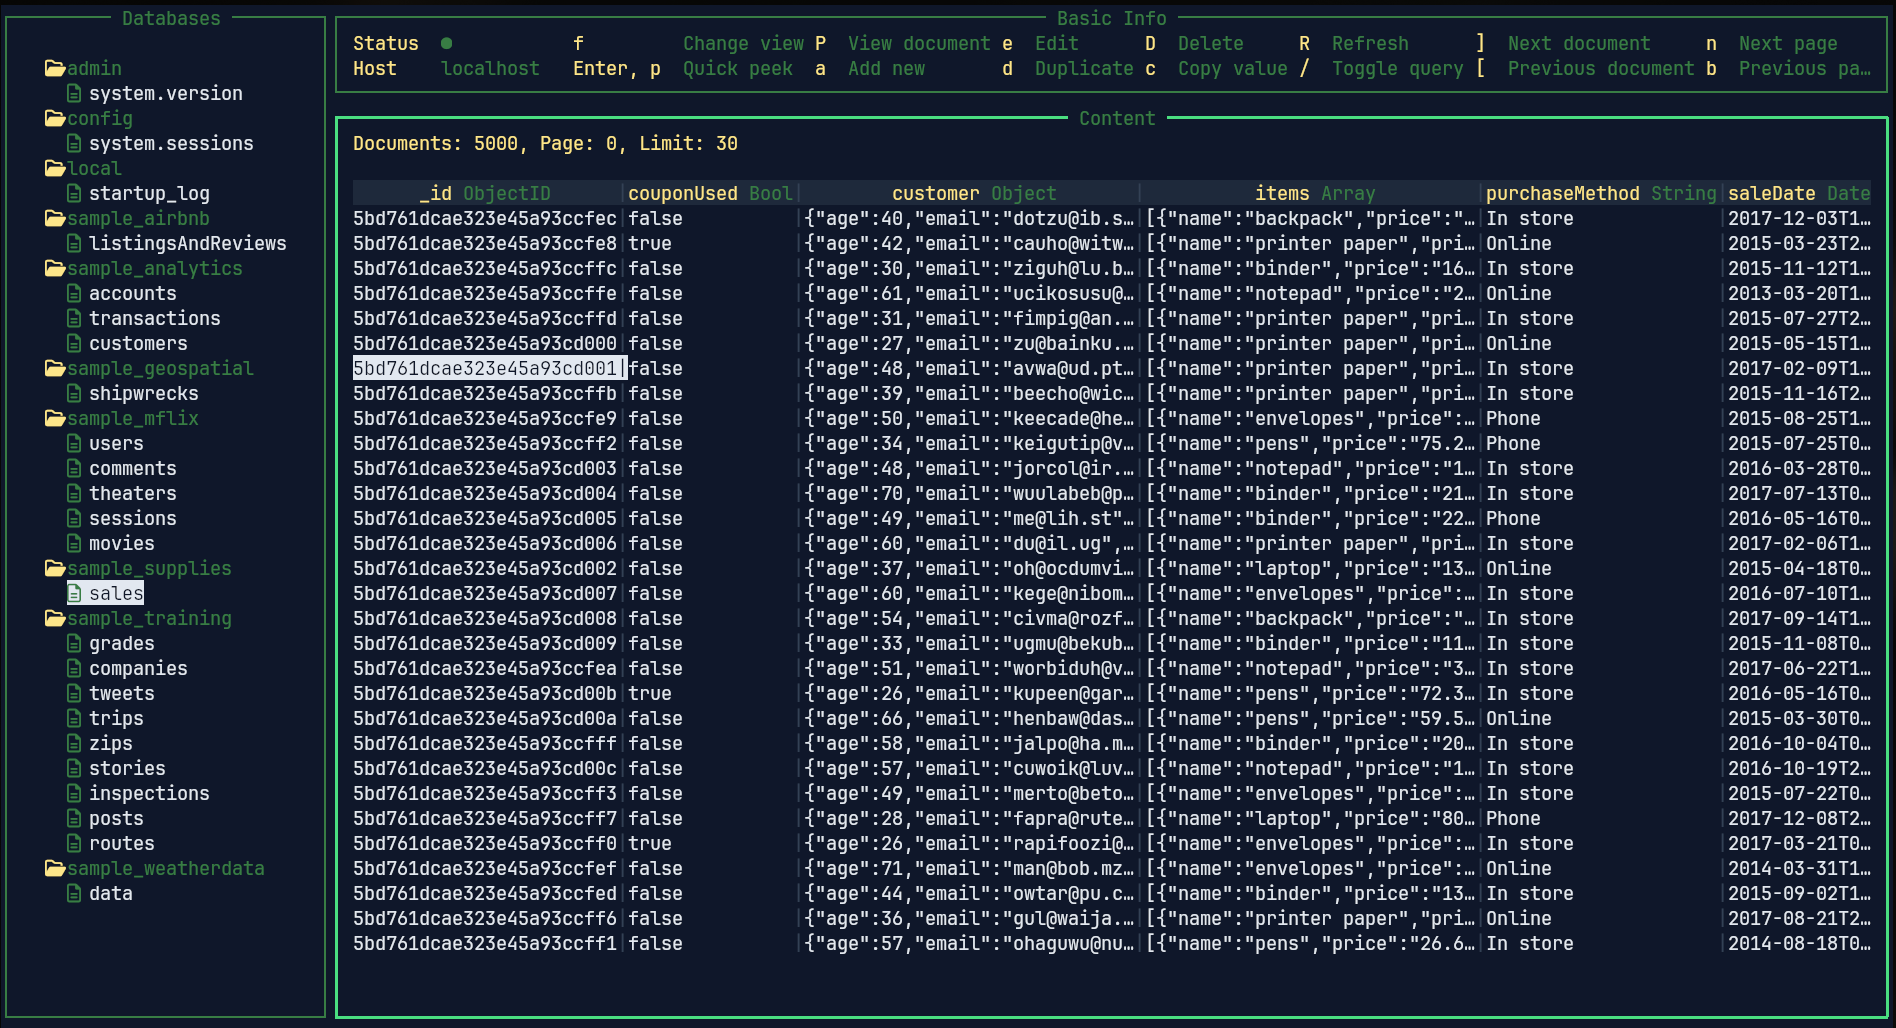 Databases
admin
system.version
config
system.sessions
local
startup_log
sample_airbnb
listingsAndReviews
sample_analytics
accounts
transactions
customers
sample_geospatial
shipwrecks
sample_mflix
users
comments
theaters
sessions
movies
sample_supplies
sales
sample_training
grades
companies
tweets
trips
zips
stories
inspections
posts
routes
sample_weatherdata
data
Basic Info
Status ● f Change view P View document e Edit D Delete R Refresh ] Next document n Next page
Host localhost Enter, p Quick peek a Add new d Duplicate c Copy value / Toggle query [ Previous document b Previous pa…
Content
Documents: 5000, Page: 0, Limit: 30
_id ObjectID |couponUsed Bool| customer Object | items Array |purchaseMethod String|saleDate Date
5bd761dcae323e45a93ccfec|false |{"age":40,"email":"dotzu@ib.s…|[{"name":"backpack","price":"…|In store |2017-12-03T1…
5bd761dcae323e45a93ccfe8|true |{"age":42,"email":"cauho@witw…|[{"name":"printer paper","pri…|Online |2015-03-23T2…
5bd761dcae323e45a93ccffc|false |{"age":30,"email":"ziguh@lu.b…|[{"name":"binder","price":"16…|In store |2015-11-12T1…
5bd761dcae323e45a93ccffe|false |{"age":61,"email":"ucikosusu@…|[{"name":"notepad","price":"2…|Online |2013-03-20T1…
5bd761dcae323e45a93ccffd|false |{"age":31,"email":"fimpig@an.…|[{"name":"printer paper","pri…|In store |2015-07-27T2…
5bd761dcae323e45a93cd000|false |{"age":27,"email":"zu@bainku.…|[{"name":"printer paper","pri…|Online |2015-05-15T1…
5bd761dcae323e45a93cd001|false |{"age":48,"email":"avwa@ud.pt…|[{"name":"printer paper","pri…|In store |2017-02-09T1…
5bd761dcae323e45a93ccffb|false |{"age":39,"email":"beecho@wic…|[{"name":"printer paper","pri…|In store |2015-11-16T2…
5bd761dcae323e45a93ccfe9|false |{"age":50,"email":"keecade@he…|[{"name":"envelopes","price":…|Phone |2015-08-25T1…
5bd761dcae323e45a93ccff2|false |{"age":34,"email":"keigutip@v…|[{"name":"pens","price":"75.2…|Phone |2015-07-25T0…
5bd761dcae323e45a93cd003|false |{"age":48,"email":"jorcol@ir.…|[{"name":"notepad","price":"1…|In store |2016-03-28T0…
5bd761dcae323e45a93cd004|false |{"age":70,"email":"wuulabeb@p…|[{"name":"binder","price":"21…|In store |2017-07-13T0…
5bd761dcae323e45a93cd005|false |{"age":49,"email":"me@lih.st"…|[{"name":"binder","price":"22…|Phone |2016-05-16T0…
5bd761dcae323e45a93cd006|false |{"age":60,"email":"du@il.ug",…|[{"name":"printer paper","pri…|In store |2017-02-06T1…
5bd761dcae323e45a93cd002|false |{"age":37,"email":"oh@ocdumvi…|[{"name":"laptop","price":"13…|Online |2015-04-18T0…
5bd761dcae323e45a93cd007|false |{"age":60,"email":"kege@nibom…|[{"name":"envelopes","price":…|In store |2016-07-10T1…
5bd761dcae323e45a93cd008|false |{"age":54,"email":"civma@rozf…|[{"name":"backpack","price":"…|In store |2017-09-14T1…
5bd761dcae323e45a93cd009|false |{"age":33,"email":"ugmu@bekub…|[{"name":"binder","price":"11…|In store |2015-11-08T0…
5bd761dcae323e45a93ccfea|false |{"age":51,"email":"worbiduh@v…|[{"name":"notepad","price":"3…|In store |2017-06-22T1…
5bd761dcae323e45a93cd00b|true |{"age":26,"email":"kupeen@gar…|[{"name":"pens","price":"72.3…|In store |2016-05-16T0…
5bd761dcae323e45a93cd00a|false |{"age":66,"email":"henbaw@das…|[{"name":"pens","price":"59.5…|Online |2015-03-30T0…
5bd761dcae323e45a93ccfff|false |{"age":58,"email":"jalpo@ha.m…|[{"name":"binder","price":"20…|In store |2016-10-04T0…
5bd761dcae323e45a93cd00c|false |{"age":57,"email":"cuwoik@luv…|[{"name":"notepad","price":"1…|In store |2016-10-19T2…
5bd761dcae323e45a93ccff3|false |{"age":49,"email":"merto@beto…|[{"name":"envelopes","price":…|In store |2015-07-22T0…
5bd761dcae323e45a93ccff7|false |{"age":28,"email":"fapra@rute…|[{"name":"laptop","price":"80…|Phone |2017-12-08T2…
5bd761dcae323e45a93ccff0|true |{"age":26,"email":"rapifoozi@…|[{"name":"envelopes","price":…|In store |2017-03-21T0…
5bd761dcae323e45a93ccfef|false |{"age":71,"email":"man@bob.mz…|[{"name":"envelopes","price":…|Online |2014-03-31T1…
5bd761dcae323e45a93ccfed|false |{"age":44,"email":"owtar@pu.c…|[{"name":"binder","price":"13…|In store |2015-09-02T1…
5bd761dcae323e45a93ccff6|false |{"age":36,"email":"gul@waija.…|[{"name":"printer paper","pri…|Online |2017-08-21T2…
5bd761dcae323e45a93ccff1|false |{"age":57,"email":"ohaguwu@nu…|[{"name":"pens","price":"26.6…|In store |2014-08-18T0…